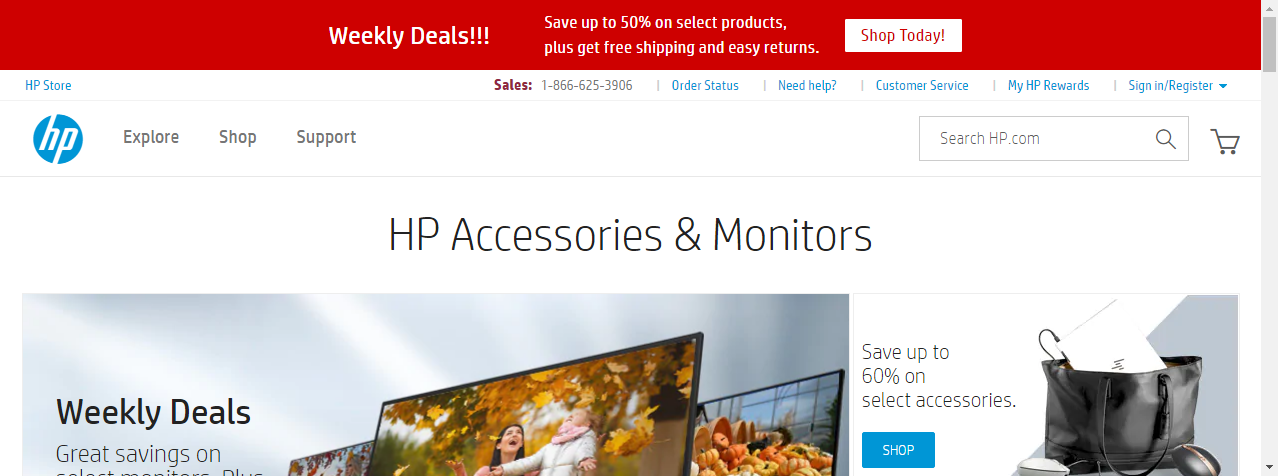 Weekly Deals!!!
Save up to 50% on select products,
plus get free shipping and easy returns.
Shop Today!
HP Store
Sales: 1-866-625-3906 | Order Status | Need help? | Customer Service | My HP Rewards | Sign in/Register
hp
Explore Shop Support
Search HP.com
HP Accessories & Monitors
Weekly Deals
Great savings on
select monitors. Plus
Save up to
60% on
select accessories.
SHOP